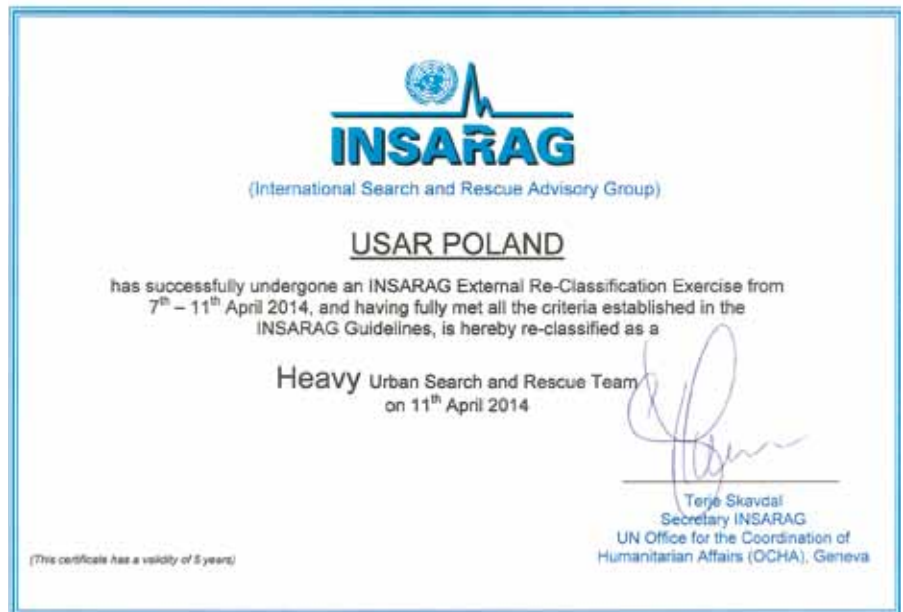 INSARAG
(International Search and Rescue Advisory Group)
USAR POLAND
has successfully undergone an INSARAG External Re-Classification Exercise from
7th – 11th April 2014, and having fully met all the criteria established in the
INSARAG Guidelines, is hereby re-classified as a
Heavy Urban Search and Rescue Team
on 11th April 2014
Terje Skavdal
Secretary INSARAG
UN Office for the Coordination of
Humanitarian Affairs (OCHA), Geneva
(This certificate has a validity of 5 years)